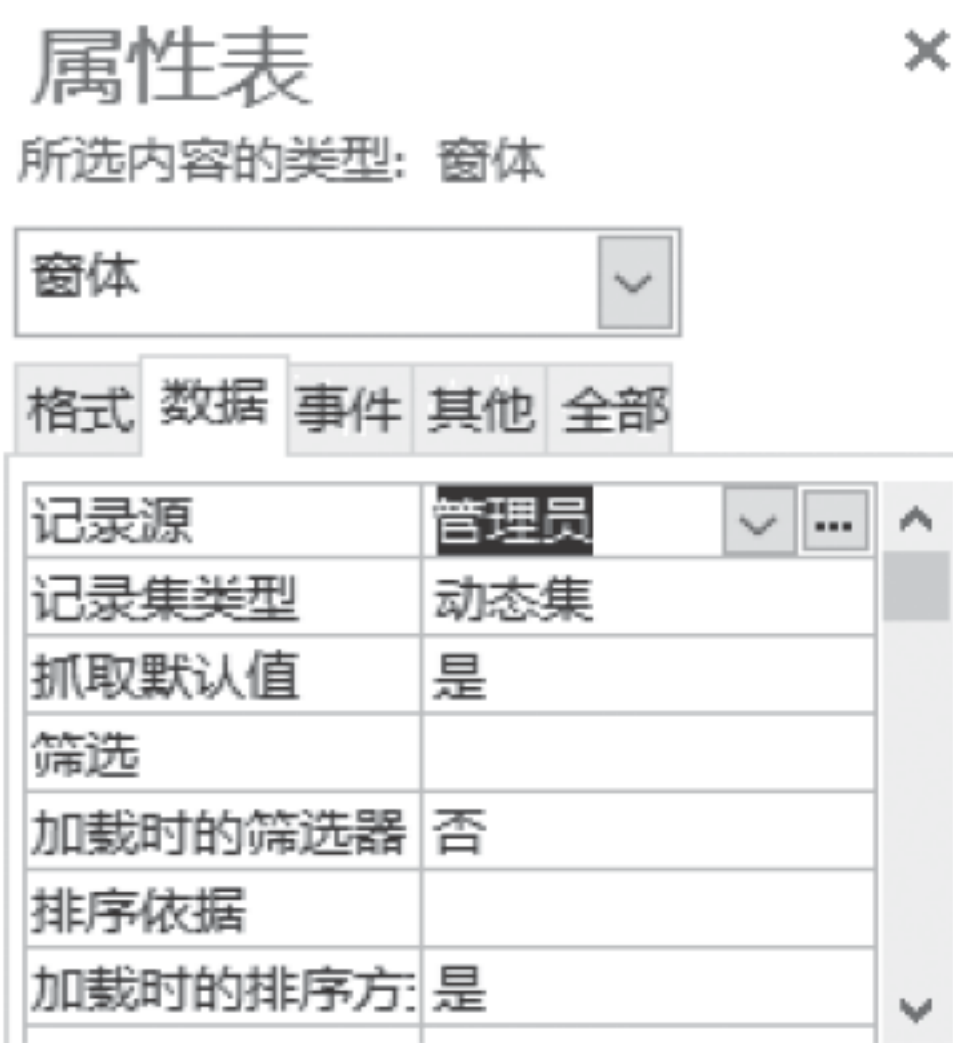 属性表
所选内容的类型: 窗体
窗体
格式 数据 事件 其他 全部
记录源 管理员 ...
记录集类型 动态集
抓取默认值 是
筛选
加载时的筛选器 否
排序依据
加载时的排序方 是